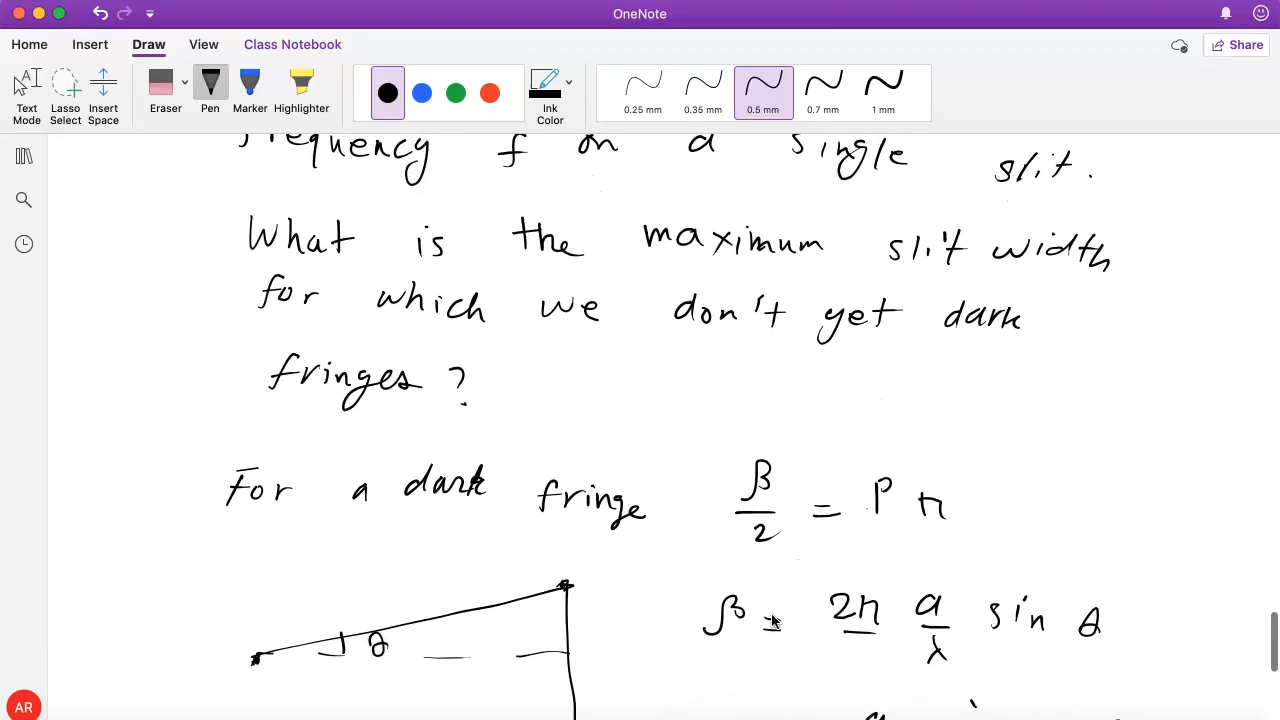 OneNote
Home Insert Draw View Class Notebook
Share
Text Mode
Lasso Select
Insert Space
Eraser
Pen
Marker
Highlighter
Ink Color
0.25 mm
0.35 mm
0.5 mm
0.7 mm
1 mm
frequency f on a single slit.
What is the maximum slit width
for which we don't get dark
fringes ?
For a dark fringe β/2 = P π
β = 2π a/λ sin θ
θ
AR